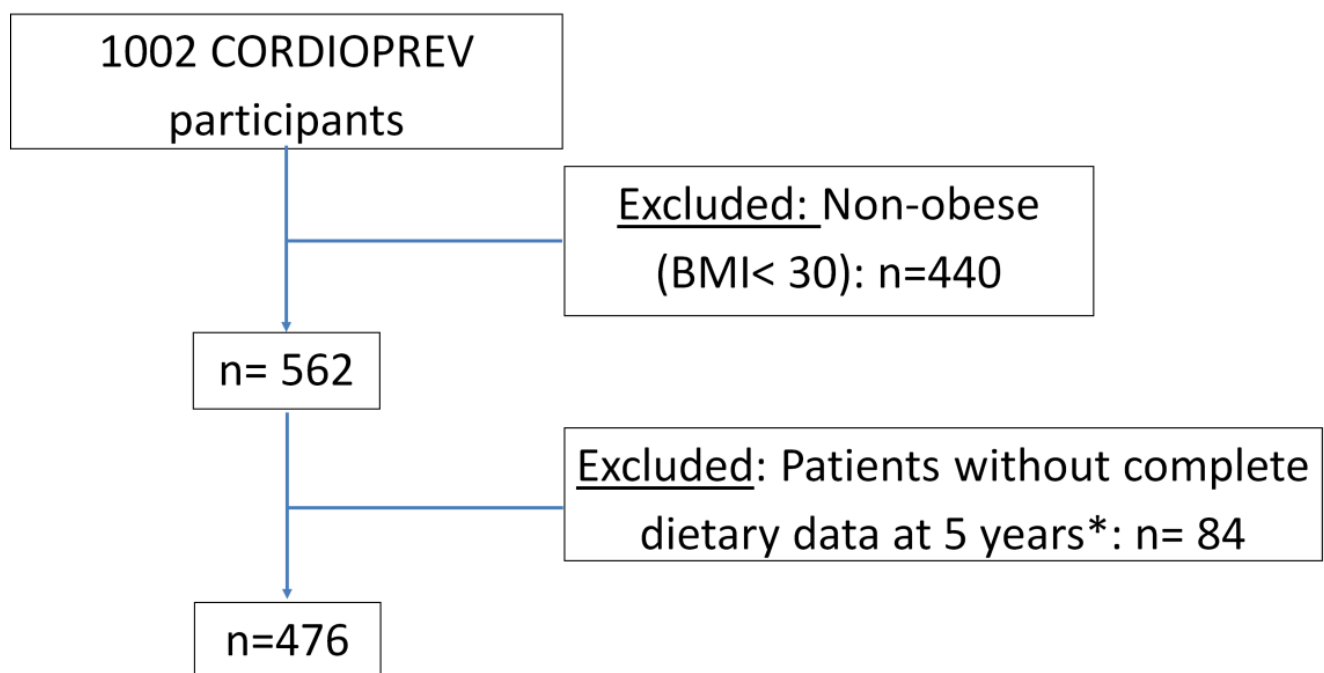 1002 CORDIOPREV
participants
Excluded: Non-obese
(BMI< 30): n=440
n= 562
Excluded: Patients without complete
dietary data at 5 years*: n= 84
n=476